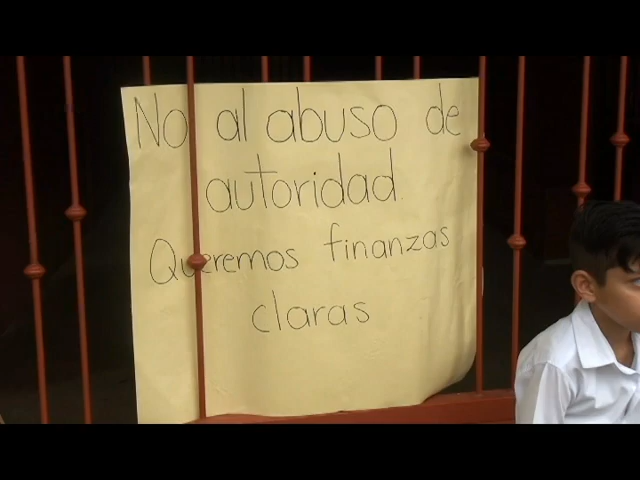 No al abuso de
autoridad.
Queremos finanzas
claras